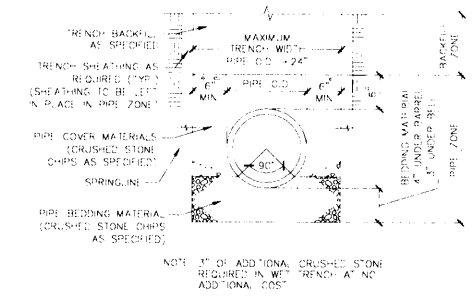 TRENCH BACKFILL
AS SPECIFIED
TRENCH SHEATHING AS
REQUIRED (TYP.)
(SHEATHING TO BE LEFT
IN PLACE IN PIPE ZONE)
PIPE COVER MATERIALS
(CRUSHED STONE
CHIPS AS SPECIFIED)
SPRINGLINE
PIPE BEDDING MATERIAL
(CRUSHED STONE CHIPS
AS SPECIFIED)
MAXIMUM
TRENCH WIDTH
PIPE O.D. +24"
6"
MIN
PIPE O.D.
6"
MIN
90°
BACKFILL
ZONE
BEDDING MATERIAL
4" UNDER BARREL
3" UNDER BELL
PIPE ZONE
NOTE: 3" OF ADDITIONAL CRUSHED STONE
REQUIRED IN WET TRENCH AT NO
ADDITIONAL COST